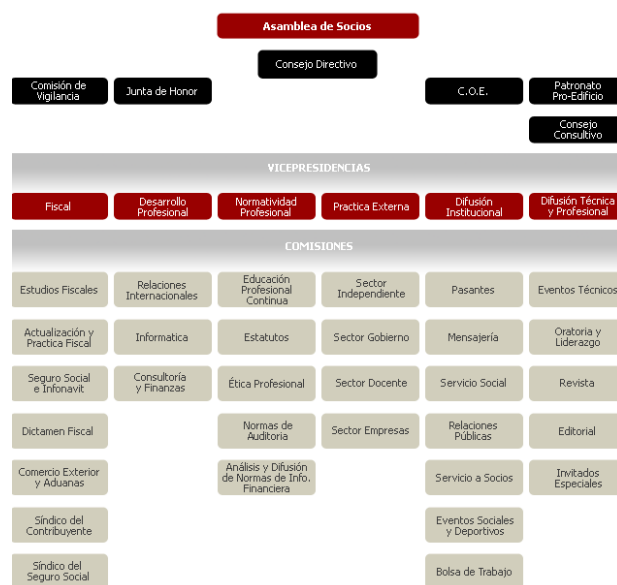 Asamblea de Socios
Consejo Directivo
Comisión de
Vigilancia
Junta de Honor
C.O.E.
Patronato
Pro-Edificio
Consejo
Consultivo
VICEPRESIDENCIAS
Fiscal
Desarrollo
Profesional
Normatividad
Profesional
Practica Externa
Difusión
Institucional
Difusión Técnica
y Profesional
COMISIONES
Estudios Fiscales
Relaciones
Internacionales
Educación
Profesional
Continua
Sector
Independiente
Pasantes
Eventos Técnicos
Actualización y
Practica Fiscal
Informatica
Estatutos
Sector Gobierno
Mensajería
Oratoria y
Liderazgo
Seguro Social
e Infonavit
Consultoría
y Finanzas
Ética Profesional
Sector Docente
Servicio Social
Revista
Dictamen Fiscal
Normas de
Auditoria
Sector Empresas
Relaciones
Públicas
Editorial
Comercio Exterior
y Aduanas
Análisis y Difusión
de Normas de Info.
Financiera
Servicio a Socios
Invitados
Especiales
Síndico del
Contribuyente
Eventos Sociales
y Deportivos
Síndico del
Seguro Social
Bolsa de Trabajo